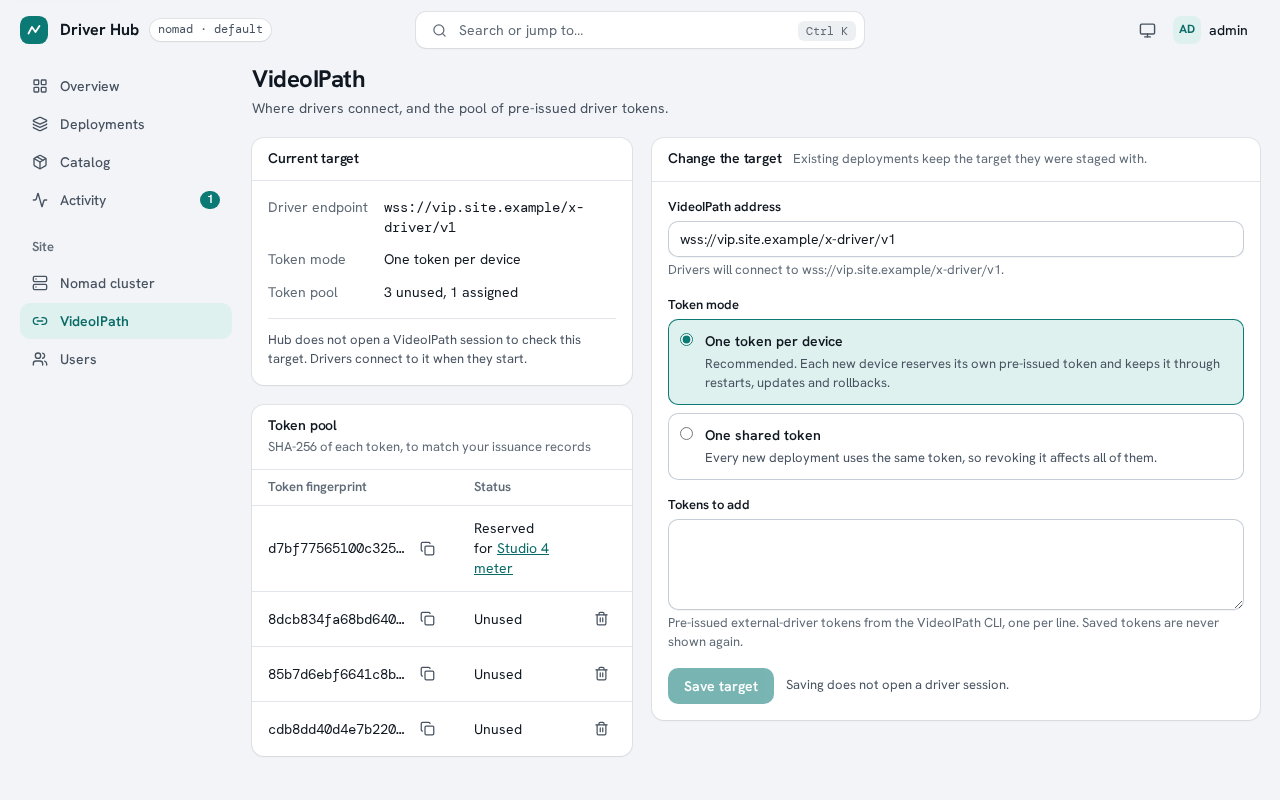 Driver Hub
nomad · default
Search or jump to...
Ctrl K
AD
admin
Overview
Deployments
Catalog
Activity
1
Site
Nomad cluster
VideoIPath
Users
VideoIPath
Where drivers connect, and the pool of pre-issued driver tokens.
Current target
Driver endpoint
wss://vip.site.example/x-
driver/v1
Token mode
One token per device
Token pool
3 unused, 1 assigned
Hub does not open a VideoIPath session to check this
target. Drivers connect to it when they start.
Token pool
SHA-256 of each token, to match your issuance records
Token fingerprint
Status
d7bf77565100c325…
Reserved
for Studio 4
meter
8dcb834fa68bd640…
Unused
85b7d6ebf6641c8b…
Unused
cdb8dd40d4e7b220…
Unused
Change the target
Existing deployments keep the target they were staged with.
VideoIPath address
wss://vip.site.example/x-driver/v1
Drivers will connect to wss://vip.site.example/x-driver/v1.
Token mode
One token per device
Recommended. Each new device reserves its own pre-issued token and keeps it through
restarts, updates and rollbacks.
One shared token
Every new deployment uses the same token, so revoking it affects all of them.
Tokens to add
Pre-issued external-driver tokens from the VideoIPath CLI, one per line. Saved tokens are never
shown again.
Save target
Saving does not open a driver session.